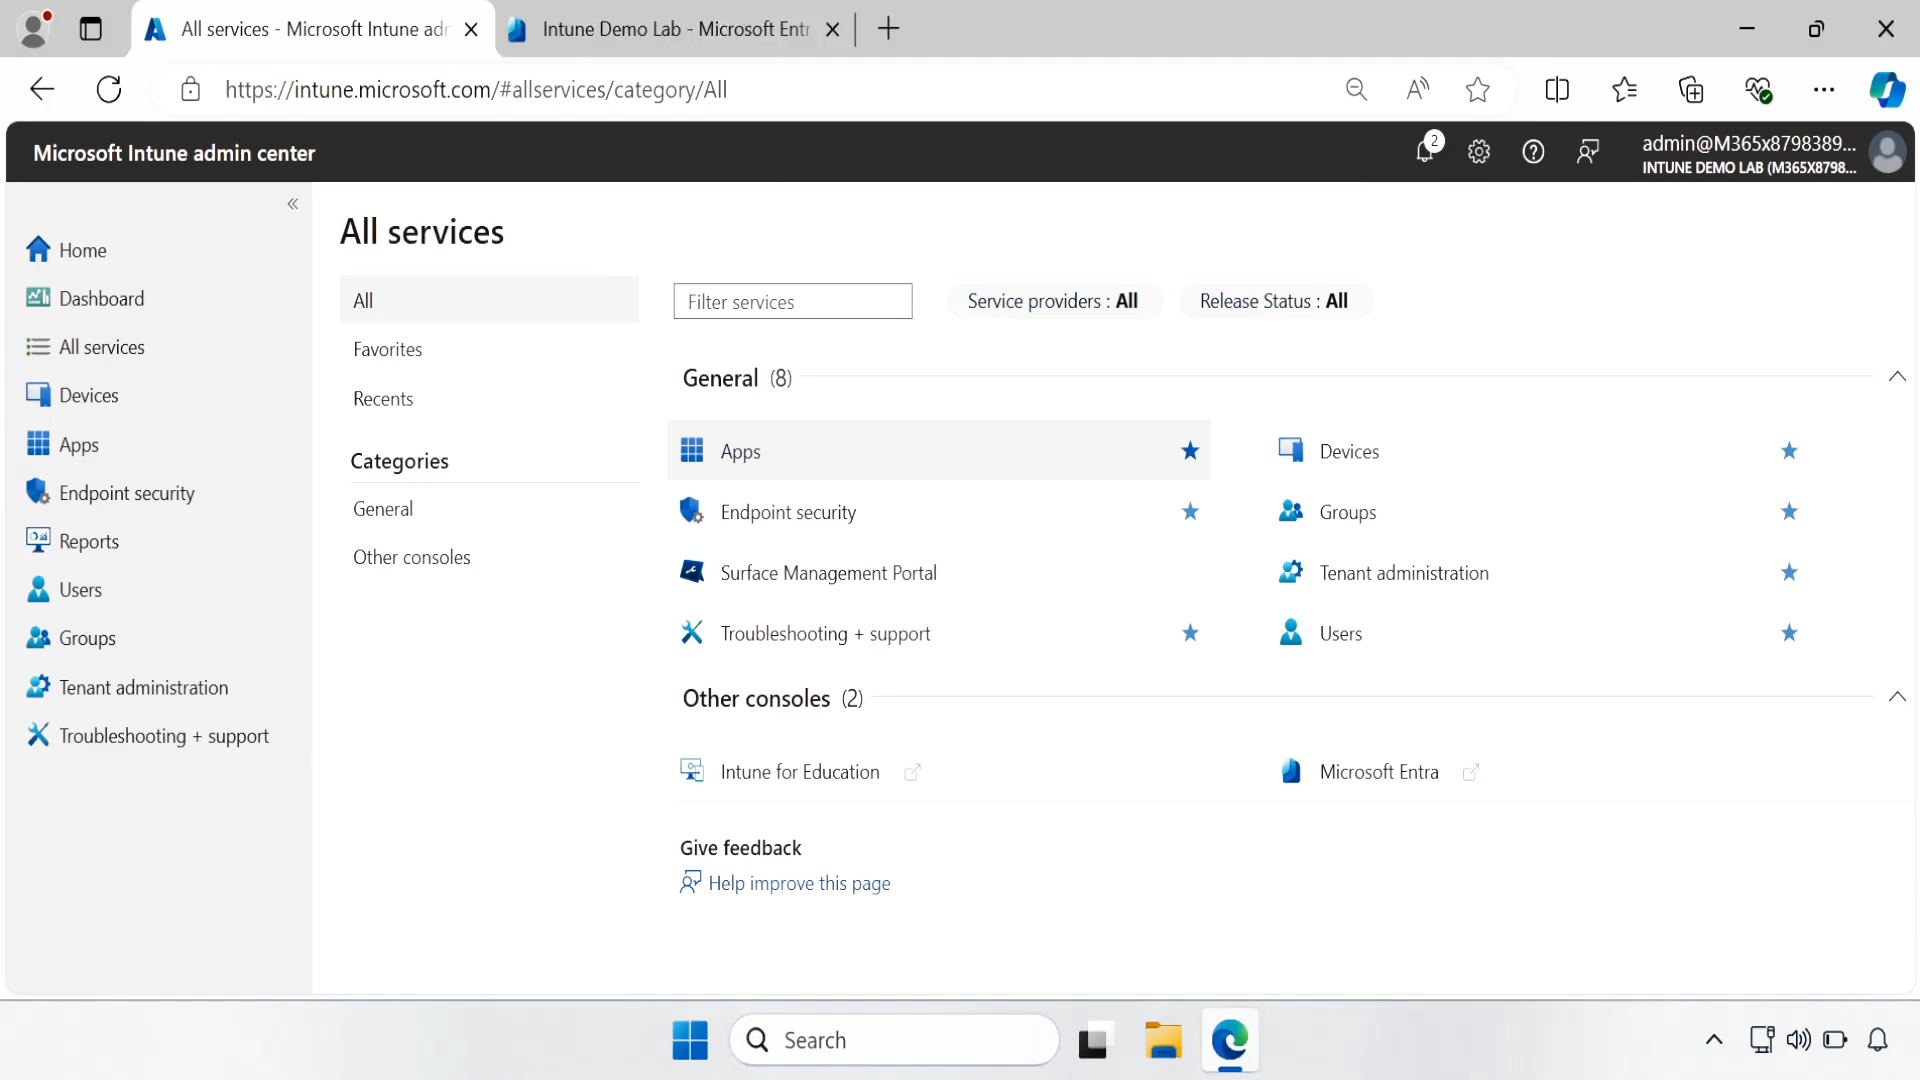 All services - Microsoft Intune adr
Intune Demo Lab - Microsoft Entr
https://intune.microsoft.com/#allservices/category/All
Microsoft Intune admin center
2
admin@M365x8798389...
INTUNE DEMO LAB (M365X8798...
Home
Dashboard
All services
Devices
Apps
Endpoint security
Reports
Users
Groups
Tenant administration
Troubleshooting + support
All services
All
Favorites
Recents
Categories
General
Other consoles
Filter services
Service providers : All
Release Status : All
General (8)
Apps
Devices
Endpoint security
Groups
Surface Management Portal
Tenant administration
Troubleshooting + support
Users
Other consoles (2)
Intune for Education
Microsoft Entra
Give feedback
Help improve this page
Search